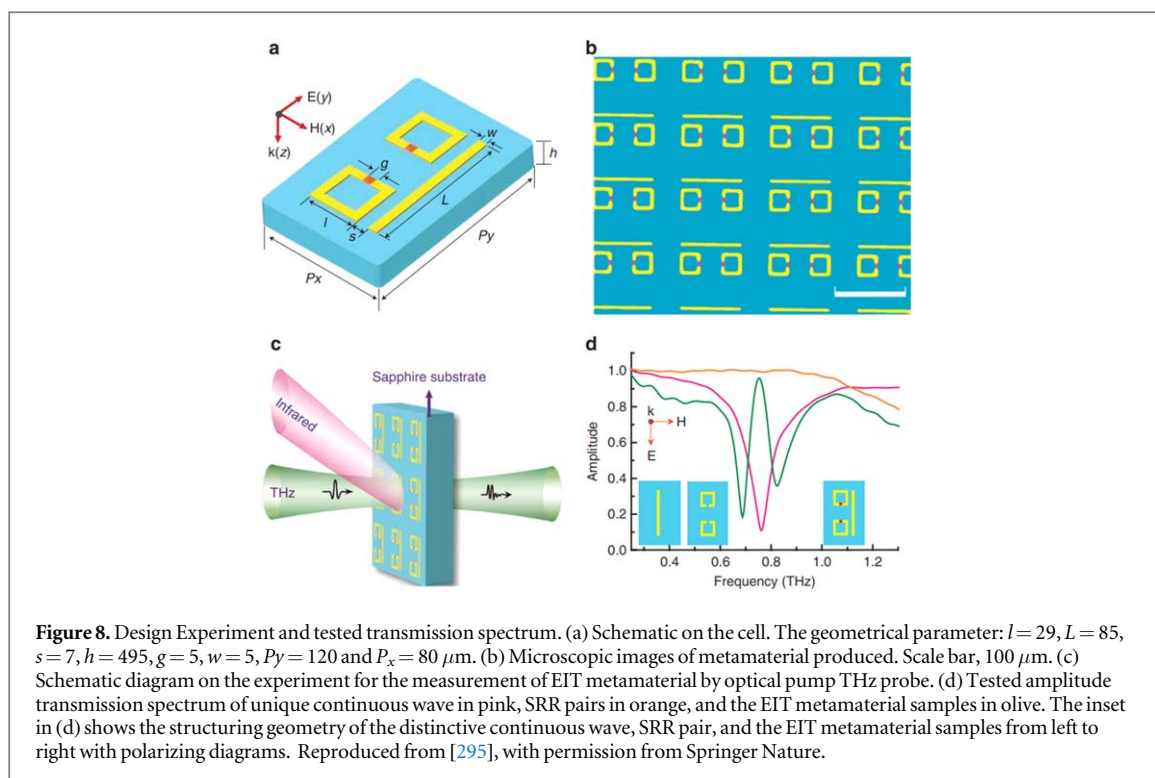 a
E(y)
H(x)
k(z)
w
h
g
L
l
s
Py
Px
b
c
Sapphire substrate
Infrared
THz
d
1.0
0.8
0.6
0.4
0.2
0.0
Amplitude
k
H
E
0.4
0.6
0.8
1.0
1.2
Frequency (THz)
Figure 8. Design Experiment and tested transmission spectrum. (a) Schematic on the cell. The geometrical parameter: l = 29, L = 85,
s = 7, h = 495, g = 5, w = 5, Py = 120 and Px = 80 μm. (b) Microscopic images of metamaterial produced. Scale bar, 100 μm. (c)
Schematic diagram on the experiment for the measurement of EIT metamaterial by optical pump THz probe. (d) Tested amplitude
transmission spectrum of unique continuous wave in pink, SRR pairs in orange, and the EIT metamaterial samples in olive. The inset
in (d) shows the structuring geometry of the distinctive continuous wave, SRR pair, and the EIT metamaterial samples from left to
right with polarizing diagrams. Reproduced from [295], with permission from Springer Nature.